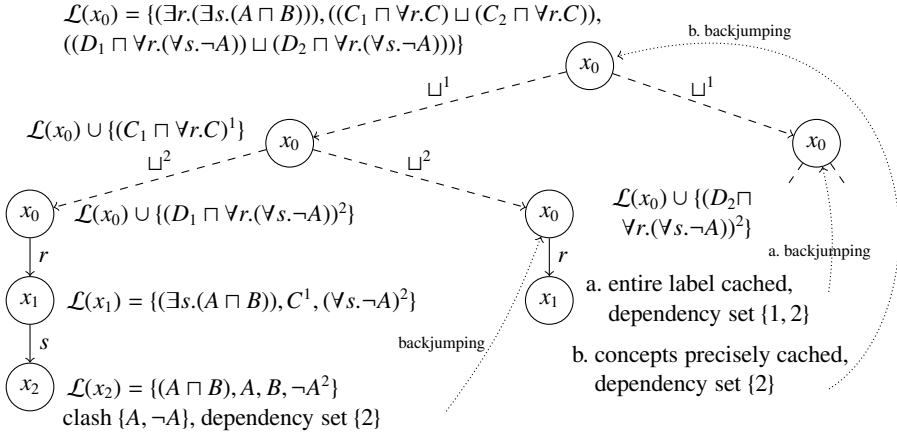 ℒ(x₀) = {(∃r.(∃s.(A ⊓ B))), ((C₁ ⊓ ∀r.C) ⊔ (C₂ ⊓ ∀r.C)),
((D₁ ⊓ ∀r.(∀s.¬A)) ⊔ (D₂ ⊓ ∀r.(∀s.¬A)))}
b. backjumping
x₀
⊔¹
⊔¹
ℒ(x₀) ∪ {(C₁ ⊓ ∀r.C)¹}
x₀
x₀
⊔²
⊔²
x₀
ℒ(x₀) ∪ {(D₁ ⊓ ∀r.(∀s.¬A))²}
x₀
ℒ(x₀) ∪ {(D₂⊓
∀r.(∀s.¬A))²}
r
r
a. backjumping
x₁
ℒ(x₁) = {(∃s.(A ⊓ B)), C¹, (∀s.¬A)²}
x₁
a. entire label cached,
dependency set {1, 2}
s
backjumping
b. concepts precisely cached,
dependency set {2}
x₂
ℒ(x₂) = {(A ⊓ B), A, B, ¬A²}
clash {A, ¬A}, dependency set {2}